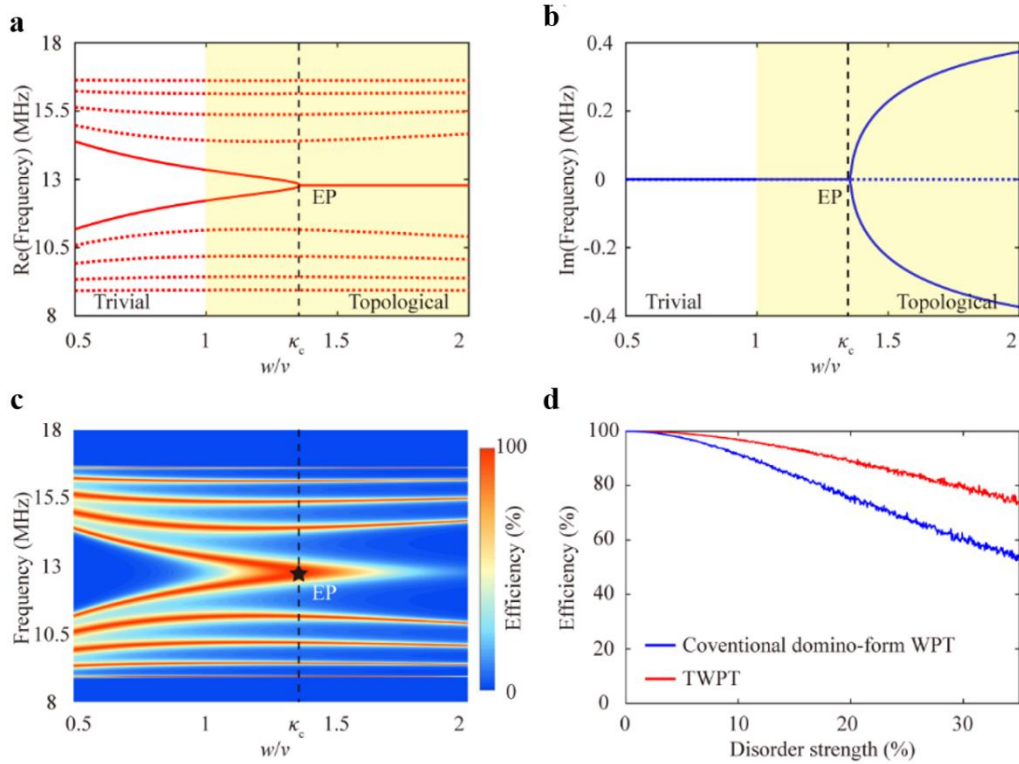 a
18
15.5
13
10.5
8
Re(Frequency) (MHz)
EP
Trivial
Topological
0.5
1
κc
1.5
2
w/v
b
0.4
0.2
0
-0.2
-0.4
Im(Frequency) (MHz)
EP
Trivial
Topological
0.5
1
κc
1.5
2
w/v
c
18
15.5
13
10.5
8
Frequency (MHz)
EP
0.5
1
κc
1.5
2
w/v
100
0
Efficiency (%)
d
100
80
60
40
20
0
Efficiency (%)
Coventional domino-form WPT
TWPT
0
10
20
30
Disorder strength (%)